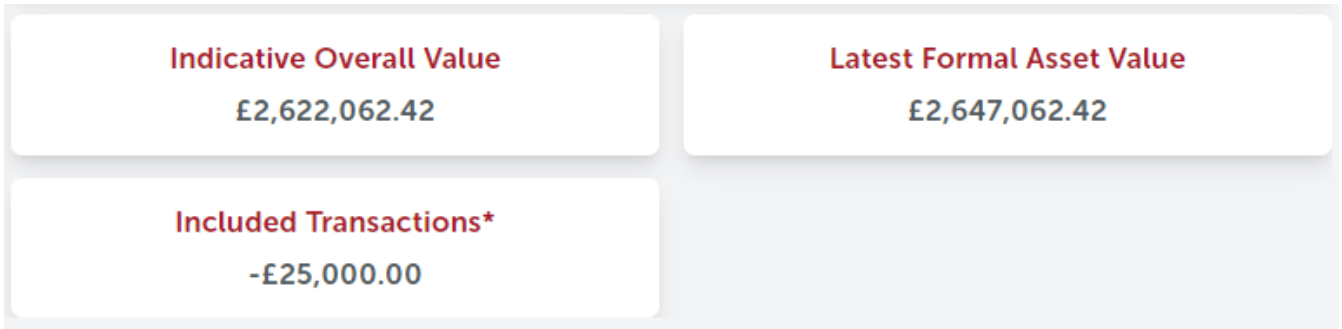 Indicative Overall Value
£2,622,062.42
Latest Formal Asset Value
£2,647,062.42
Included Transactions*
-£25,000.00